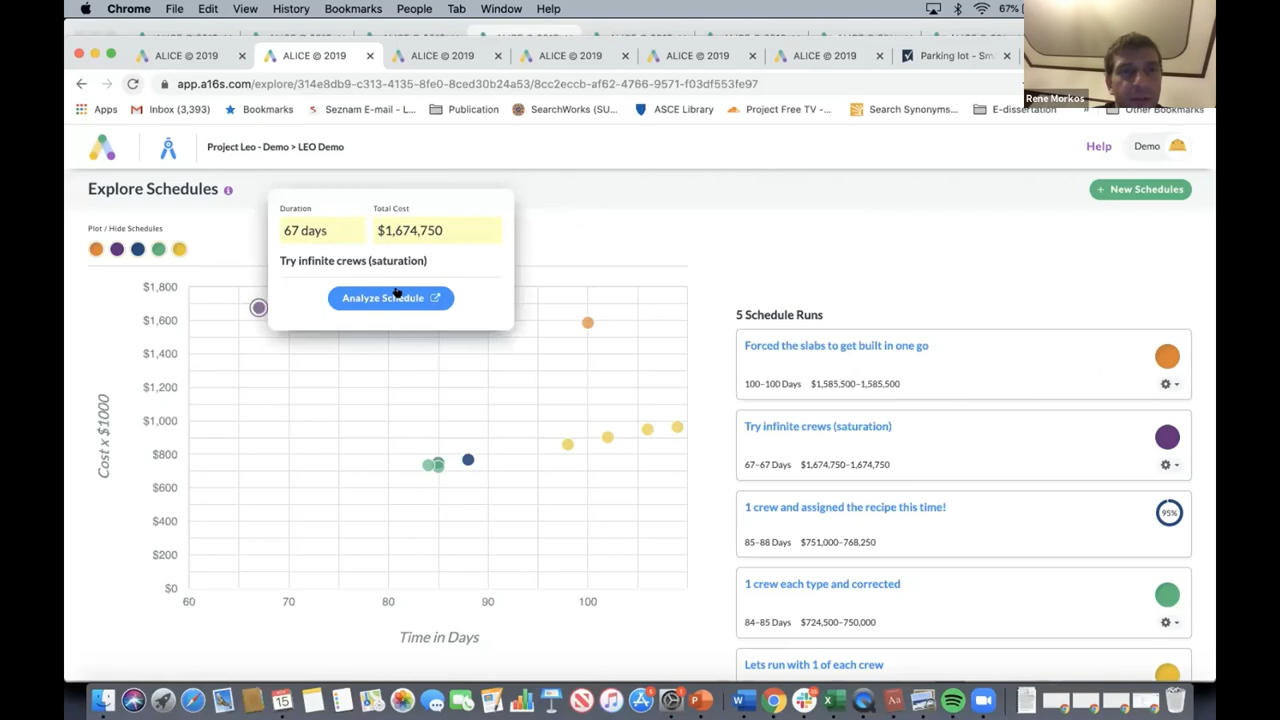 Chrome File Edit View History Bookmarks People Tab Window Help 67%
ALICE © 2019 ALICE © 2019 ALICE © 2019 ALICE © 2019 ALICE © 2019 ALICE © 2019 Parking lot - Sm
app.a16s.com/explore/314e8db9-c313-4135-8fe0-8ced30b24a53/8cc2eccb-af62-4766-9571-f03df553fe97
Rene Morkos
Apps Inbox (3,393) Bookmarks Seznam E-mail - L... Publication SearchWorks (SU... ASCE Library Project Free TV -... Search Synonyms... E-dissertation Other Bookmarks
Project Leo - Demo > LEO Demo
Help Demo
Explore Schedules
+ New Schedules
Duration Total Cost
67 days $1,674,750
Try infinite crews (saturation)
Analyze Schedule
Plot / Hide Schedules
$1,800
$1,600
$1,400
$1,200
$1,000
$800
$600
$400
$200
$0
60 70 80 90 100
Cost x $1000
Time in Days
5 Schedule Runs
Forced the slabs to get built in one go
100–100 Days $1,585,500–1,585,500
Try infinite crews (saturation)
67–67 Days $1,674,750–1,674,750
1 crew and assigned the recipe this time!
95%
85–88 Days $751,000–768,250
1 crew each type and corrected
84–85 Days $724,500–750,000
Lets run with 1 of each crew
15